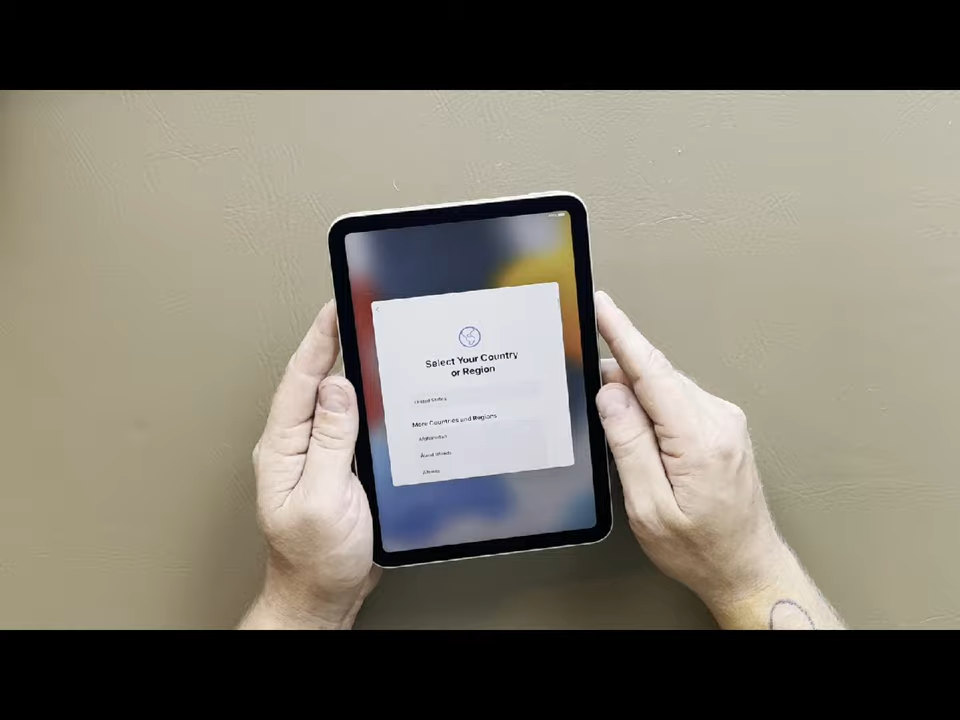 Select Your Country
or Region
United States
More Countries and Regions
Afghanistan
Åland Islands
Albania